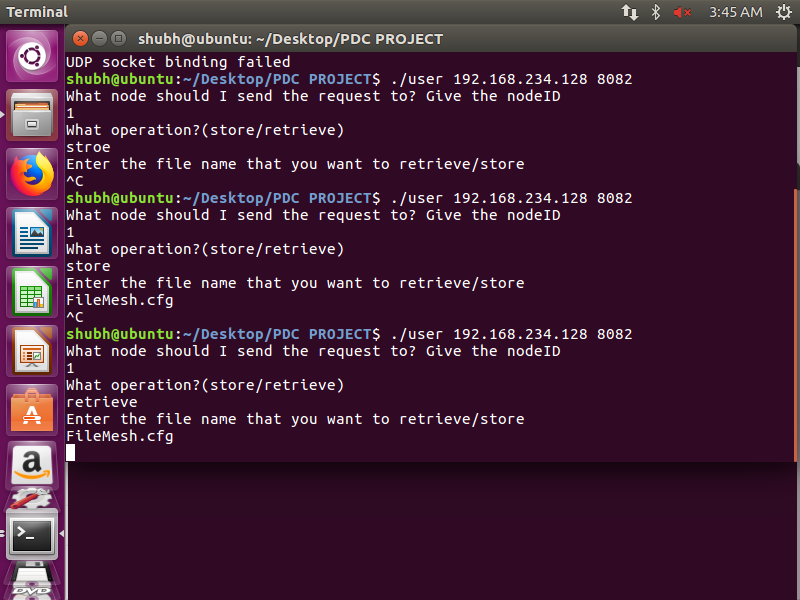 Terminal
3:45 AM
shubh@ubuntu: ~/Desktop/PDC PROJECT
UDP socket binding failed
shubh@ubuntu:~/Desktop/PDC PROJECT$ ./user 192.168.234.128 8082
What node should I send the request to? Give the nodeID
1
What operation?(store/retrieve)
stroe
Enter the file name that you want to retrieve/store
^C
shubh@ubuntu:~/Desktop/PDC PROJECT$ ./user 192.168.234.128 8082
What node should I send the request to? Give the nodeID
1
What operation?(store/retrieve)
store
Enter the file name that you want to retrieve/store
FileMesh.cfg
^C
shubh@ubuntu:~/Desktop/PDC PROJECT$ ./user 192.168.234.128 8082
What node should I send the request to? Give the nodeID
1
What operation?(store/retrieve)
retrieve
Enter the file name that you want to retrieve/store
FileMesh.cfg
A
a
>_
DVD